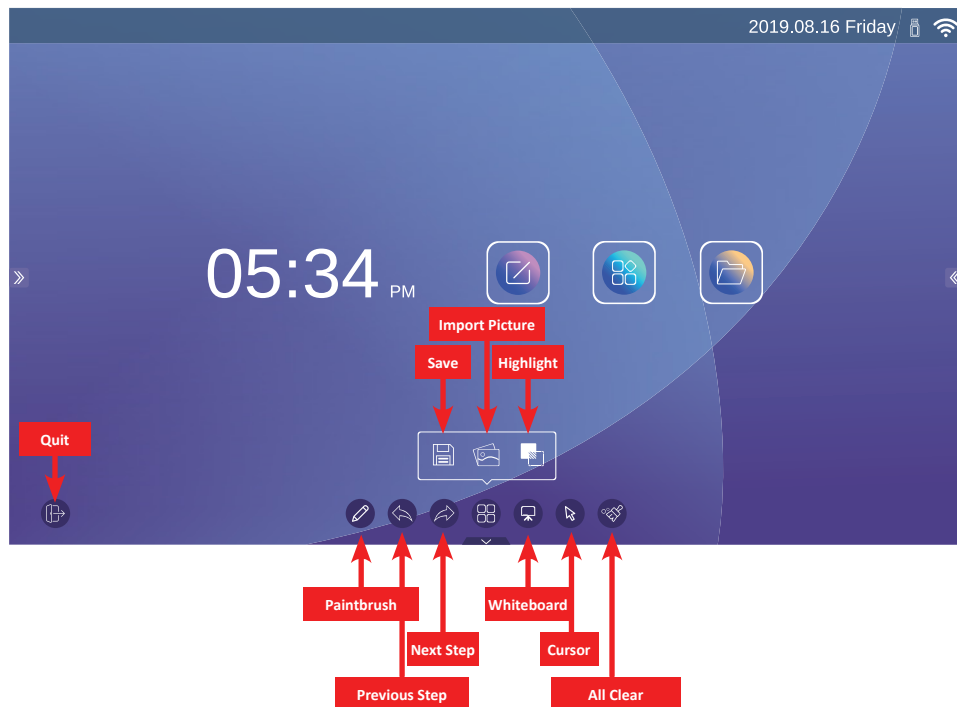 2019.08.16 Friday
05:34 PM
Import Picture
Save
Highlight
Quit
Paintbrush
Whiteboard
Next Step
Cursor
Previous Step
All Clear